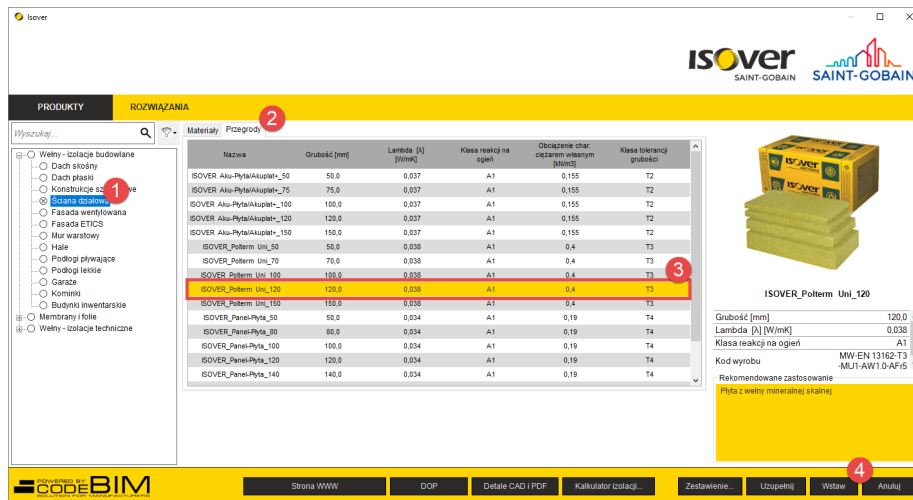 Isover
ISOVER
SAINT-GOBAIN
SAINT-GOBAIN
PRODUKTY
ROZWIĄZANIA
2
Wyszukaj...
Materiały Przegrody
Wełny - izolacje budowlane
Dach skośny
Dach płaski
Konstrukcje
1
Ściana działowa
Fasada wentylowana
Fasada ETICS
Mur warstwowy
Hale
Podłogi pływające
Podłogi lekkie
Garaże
Kominki
Budynki inwentarskie
Membrany i folie
Wełny - izolacje techniczne
Nazwa Grubość [mm] Lambda [λ] [W/mK] Klasa reakcji na ogień Obciążenie char. ciężarem własnym [kN/m3] Klasa tolerancji grubości
ISOVER Aku-Płyta/Akuplat+_50 50,0 0,037 A1 0,155 T2
ISOVER Aku-Płyta/Akuplat+_75 75,0 0,037 A1 0,155 T2
ISOVER Aku-Płyta/Akuplat+_100 100,0 0,037 A1 0,155 T2
ISOVER Aku-Płyta/Akuplat+_120 120,0 0,037 A1 0,155 T2
ISOVER Aku-Płyta/Akuplat+_150 150,0 0,037 A1 0,155 T2
ISOVER_Polterm Uni_50 50,0 0,038 A1 0,4 T3
ISOVER_Polterm Uni_70 70,0 0,038 A1 0,4 T3
ISOVER Polterm Uni 100 100,0 0,038 A1 0,4 T3
3
ISOVER_Polterm Uni_120 120,0 0,038 A1 0,4 T3
ISOVER_Polterm Uni_150 150,0 0,038 A1 0,4 T3
ISOVER_Panel-Płyta_50 50,0 0,034 A1 0,19 T4
ISOVER_Panel-Płyta_80 80,0 0,034 A1 0,19 T4
ISOVER_Panel-Płyta_100 100,0 0,034 A1 0,19 T4
ISOVER_Panel-Płyta_120 120,0 0,034 A1 0,19 T4
ISOVER_Panel-Płyta_140 140,0 0,034 A1 0,19 T4
isover
isover
ISOVER_Polterm Uni_120
Grubość [mm] 120,0
Lambda [λ] [W/mK] 0,038
Klasa reakcji na ogień A1
Kod wyrobu MW-EN 13162-T3
-MU1-AW1.0-AFr5
Rekomendowane zastosowanie
Płyta z wełny mineralnej skalnej
4
POWERED BY
CODEBIM
SOLUTION FOR MANUFACTURERS
Strona WWW DOP Detale CAD i PDF Kalkulator izolacji... Zestawienie... Uzupełnij Wstaw Anuluj